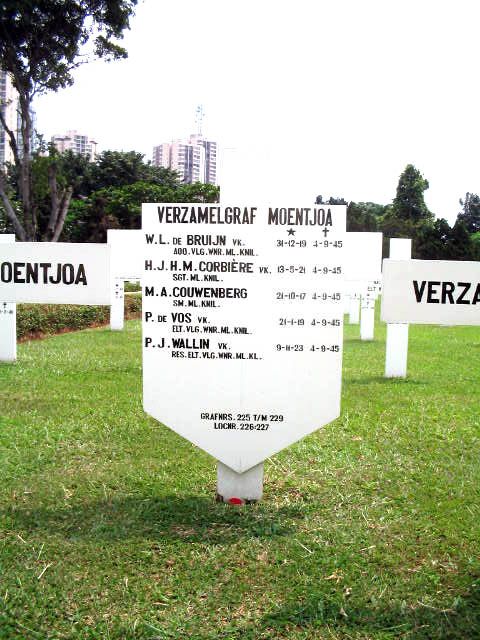 VERZAMELGRAF MOENTJOA
★ ✝
W.L. DE BRUIJN VK. 31-12-19 4-9-45
AOO.VLG.WNR.ML.KNIL.
H.J.H.M. CORBIÈRE VK. 13-5-21 4-9-45
SGT.ML.KNIL.
M.A. COUWENBERG 21-10-17 4-9-45
SM.ML.KNIL.
P. DE VOS VK. 21-1-19 4-9-45
ELT.VLG.WNR.ML.KNIL.
P.J. WALLIN VK. 9-11-23 4-9-45
RES.ELT.VLG.WNR.ML.KL.
GRAFNRS. 225 T/M 229
LOCNR. 226:227
OENTJOA
VERZA